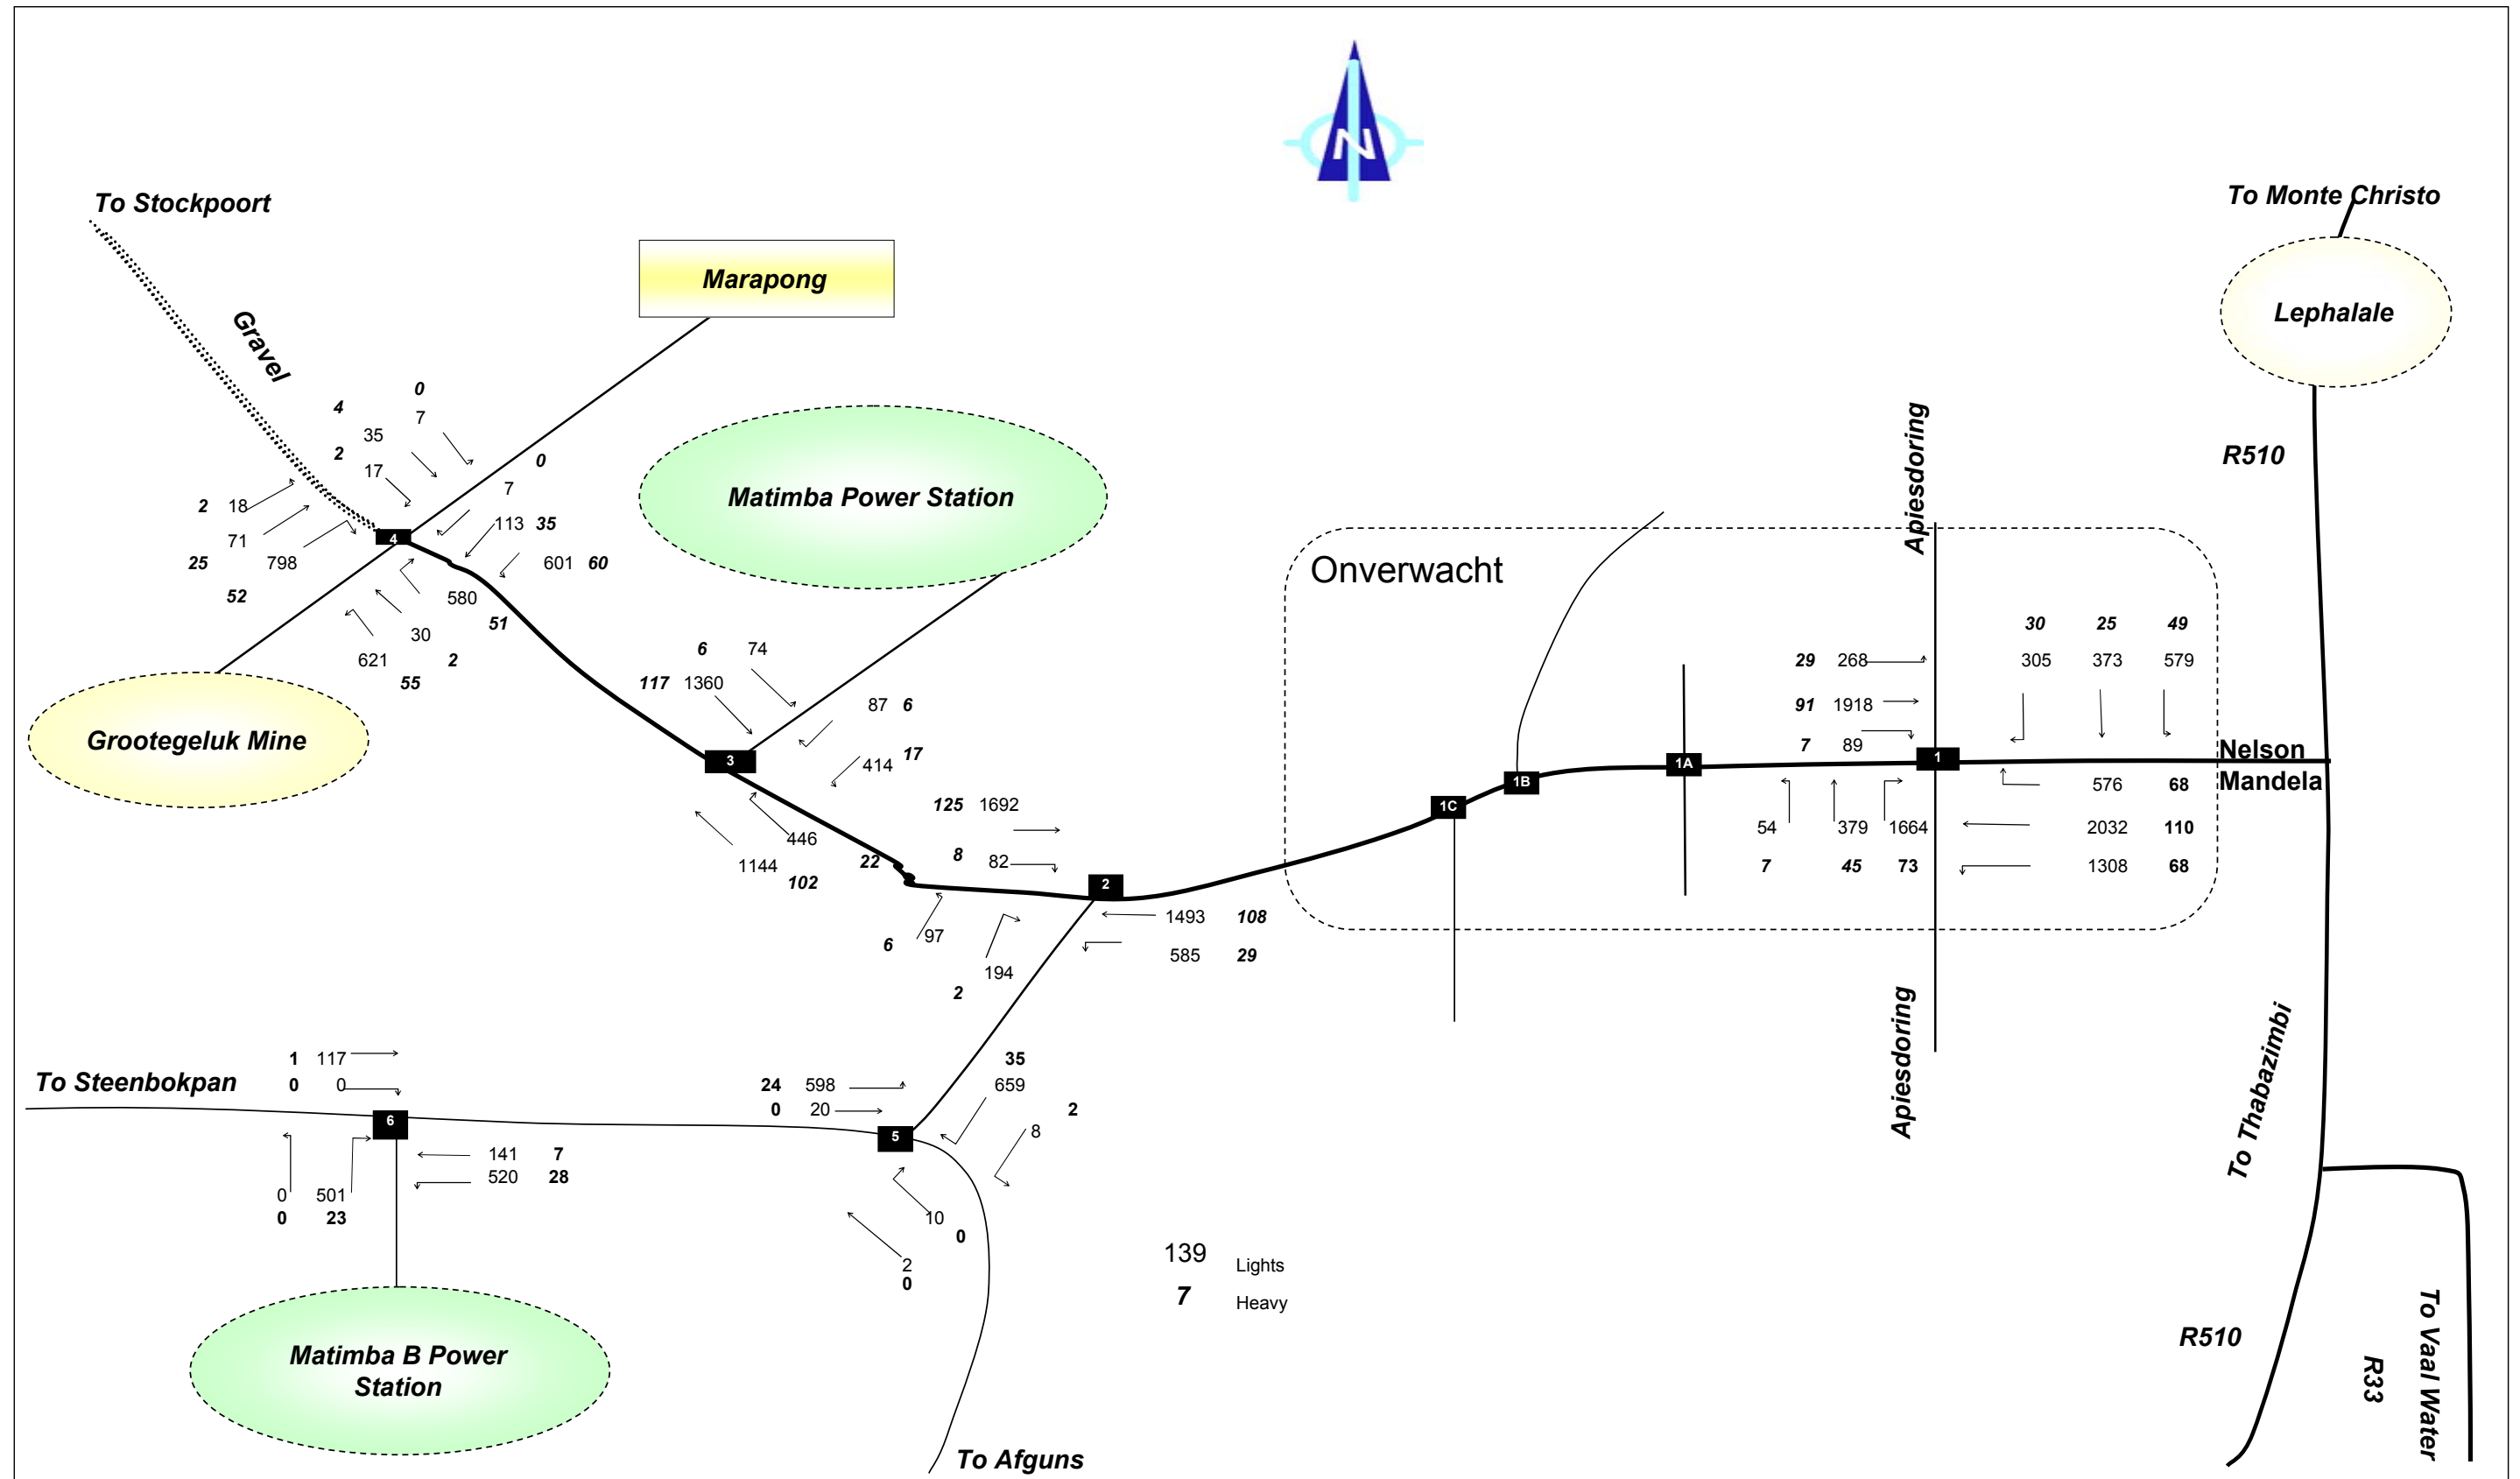 N
To Stockpoort
To Monte Christo
Marapong
Lephalale
Gravel
0
4
7
35
2
17
0
7
2 18
113 35
71
25 798
601 60
52
580
51
30
621 2
55
4
Matimba Power Station
Apiesdoring
R510
Onverwacht
Grootegeluk Mine
6 74
117 1360
87 6
17
414
3
446
1144 22
102
30 25 49
305 373 579
29 268
91 1918
7 89
1
1A
1B
1C
Nelson
Mandela
576 68
54 379 1664
2032 110
7 45 73
1308 68
125 1692
8 82
2
1493 108
585 29
97
6
194
2
Apiesdoring
To Thabazimbi
To Steenbokpan
1 117
0 0
6
141 7
520 28
0 501
0 23
35
24 598 659
0 20
2
8
5
10
0
2
0
139 Lights
7 Heavy
Matimba B Power
Station
R510
R33
To Vaal Water
To Afguns